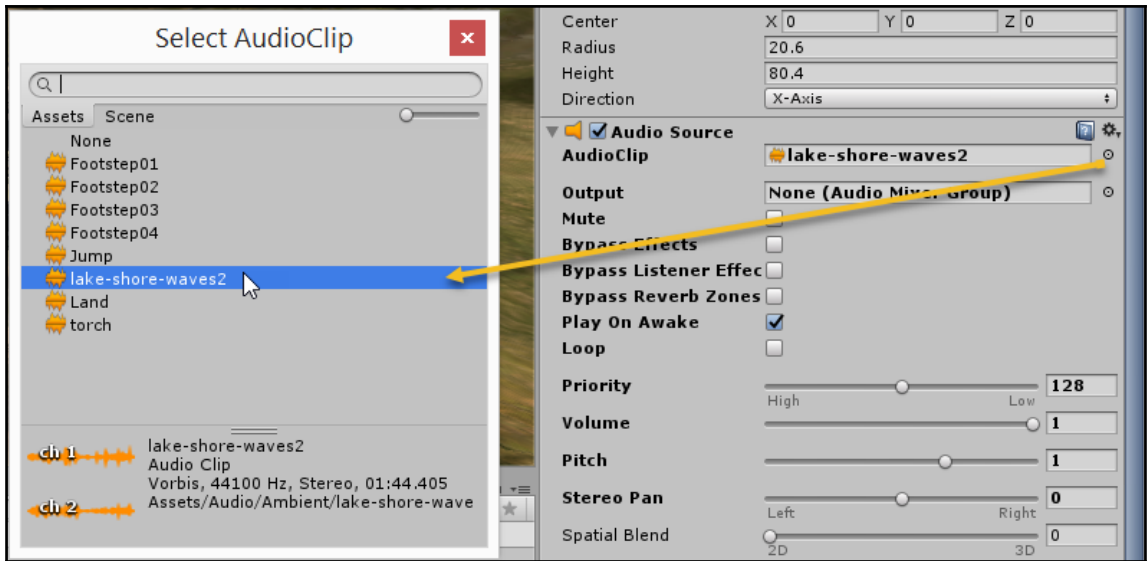 Select AudioClip
x
Assets Scene
None
Footstep01
Footstep02
Footstep03
Footstep04
Jump
lake-shore-waves2
Land
torch
ch 1
ch 2
lake-shore-waves2
Audio Clip
Vorbis, 44100 Hz, Stereo, 01:44.405
Assets/Audio/Ambient/lake-shore-wave
Center X 0 Y 0 Z 0
Radius 20.6
Height 80.4
Direction X-Axis
Audio Source
AudioClip lake-shore-waves2
Output None (Audio Mixer Group)
Mute
Bypass Effects
Bypass Listener Effec
Bypass Reverb Zones
Play On Awake
Loop
Priority 128
High Low
Volume 1
Pitch 1
Stereo Pan 0
Left Right
Spatial Blend 0
2D 3D